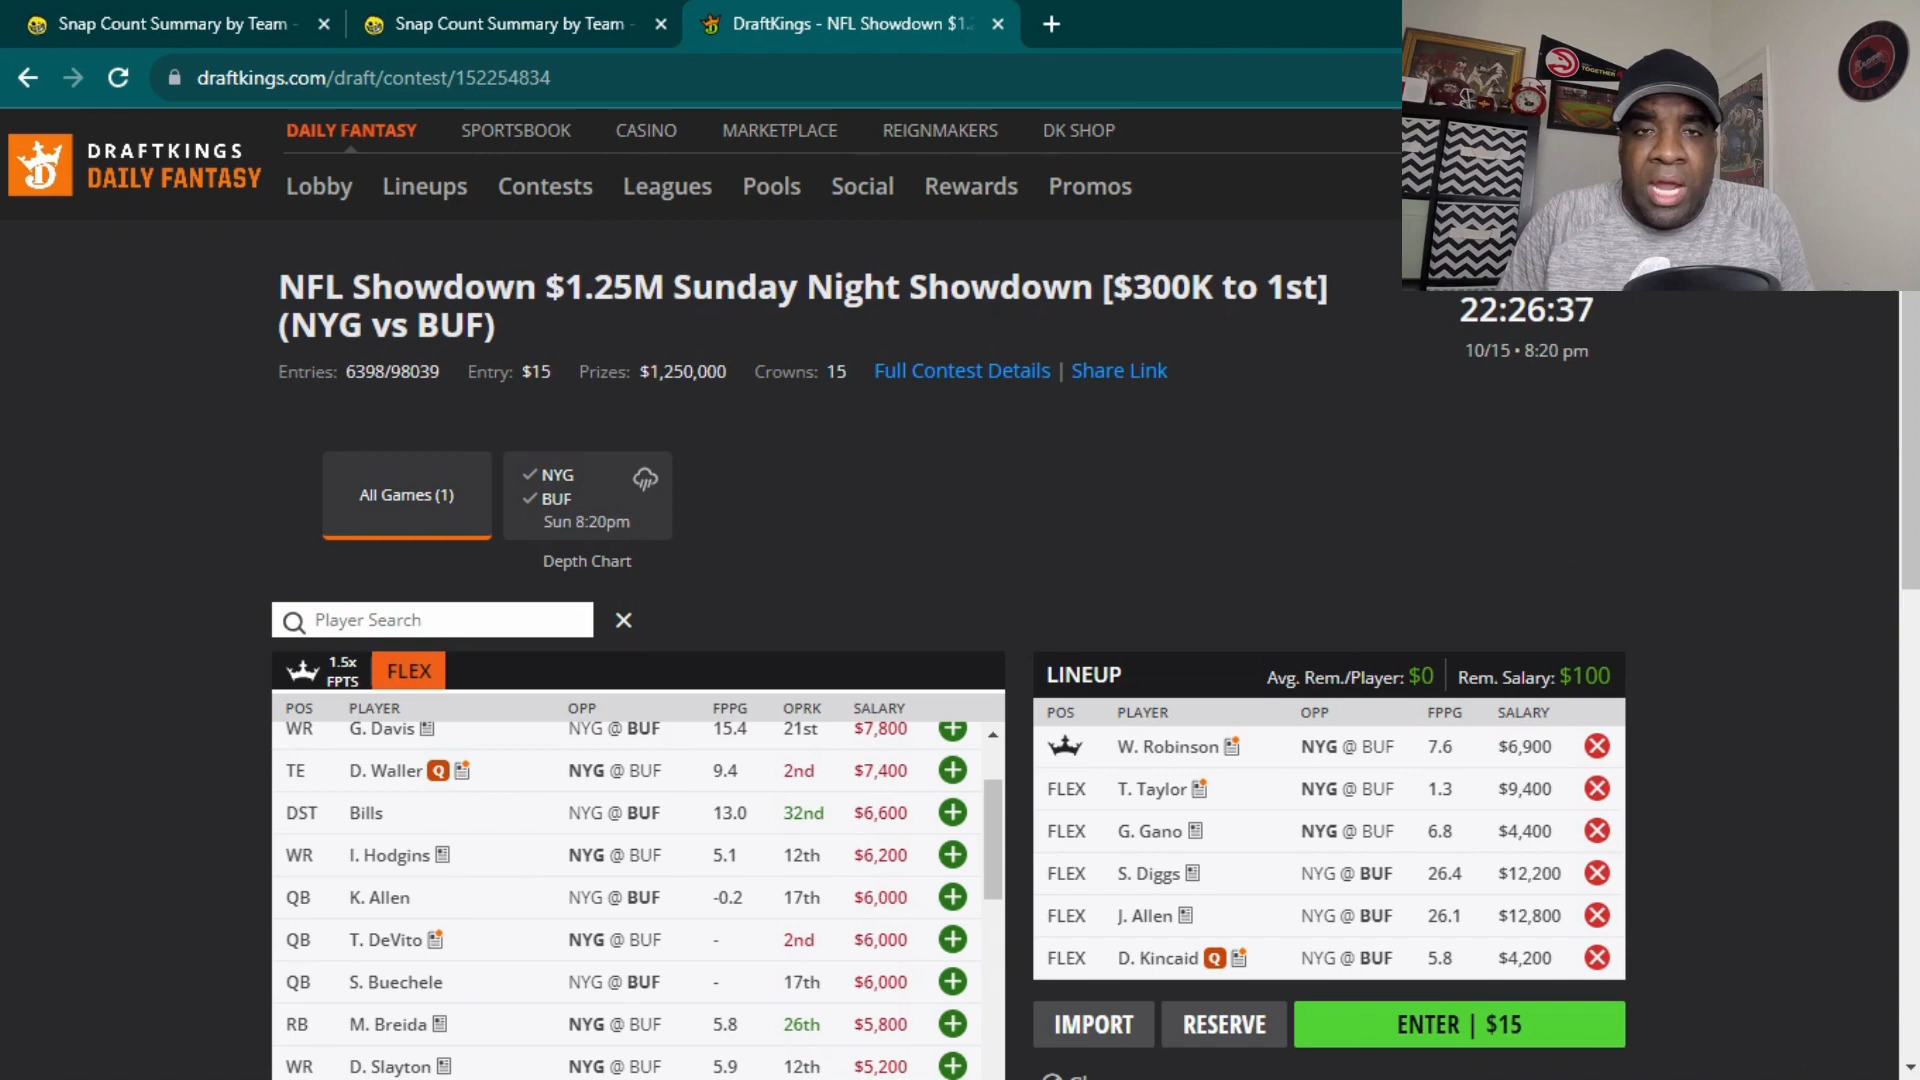 Snap Count Summary by Team -
Snap Count Summary by Team -
DraftKings - NFL Showdown $1.
draftkings.com/draft/contest/152254834
DRAFTKINGS
DAILY FANTASY
DAILY FANTASY SPORTSBOOK CASINO MARKETPLACE REIGNMAKERS DK SHOP
Lobby Lineups Contests Leagues Pools Social Rewards Promos
NFL Showdown $1.25M Sunday Night Showdown [$300K to 1st]
(NYG vs BUF)
22:26:37
10/15 • 8:20 pm
Entries: 6398/98039 Entry: $15 Prizes: $1,250,000 Crowns: 15 Full Contest Details | Share Link
All Games (1)
NYG
BUF
Sun 8:20pm
Depth Chart
Player Search
1.5x
FPTS
FLEX
POS PLAYER OPP FPPG OPRK SALARY
WR G. Davis NYG @ BUF 15.4 21st $7,800
TE D. Waller Q NYG @ BUF 9.4 2nd $7,400
DST Bills NYG @ BUF 13.0 32nd $6,600
WR I. Hodgins NYG @ BUF 5.1 12th $6,200
QB K. Allen NYG @ BUF -0.2 17th $6,000
QB T. DeVito NYG @ BUF - 2nd $6,000
QB S. Buechele NYG @ BUF - 17th $6,000
RB M. Breida NYG @ BUF 5.8 26th $5,800
WR D. Slayton NYG @ BUF 5.9 12th $5,200
LINEUP Avg. Rem./Player: $0 Rem. Salary: $100
POS PLAYER OPP FPPG SALARY
W. Robinson NYG @ BUF 7.6 $6,900
FLEX T. Taylor NYG @ BUF 1.3 $9,400
FLEX G. Gano NYG @ BUF 6.8 $4,400
FLEX S. Diggs NYG @ BUF 26.4 $12,200
FLEX J. Allen NYG @ BUF 26.1 $12,800
FLEX D. Kincaid Q NYG @ BUF 5.8 $4,200
IMPORT RESERVE ENTER | $15